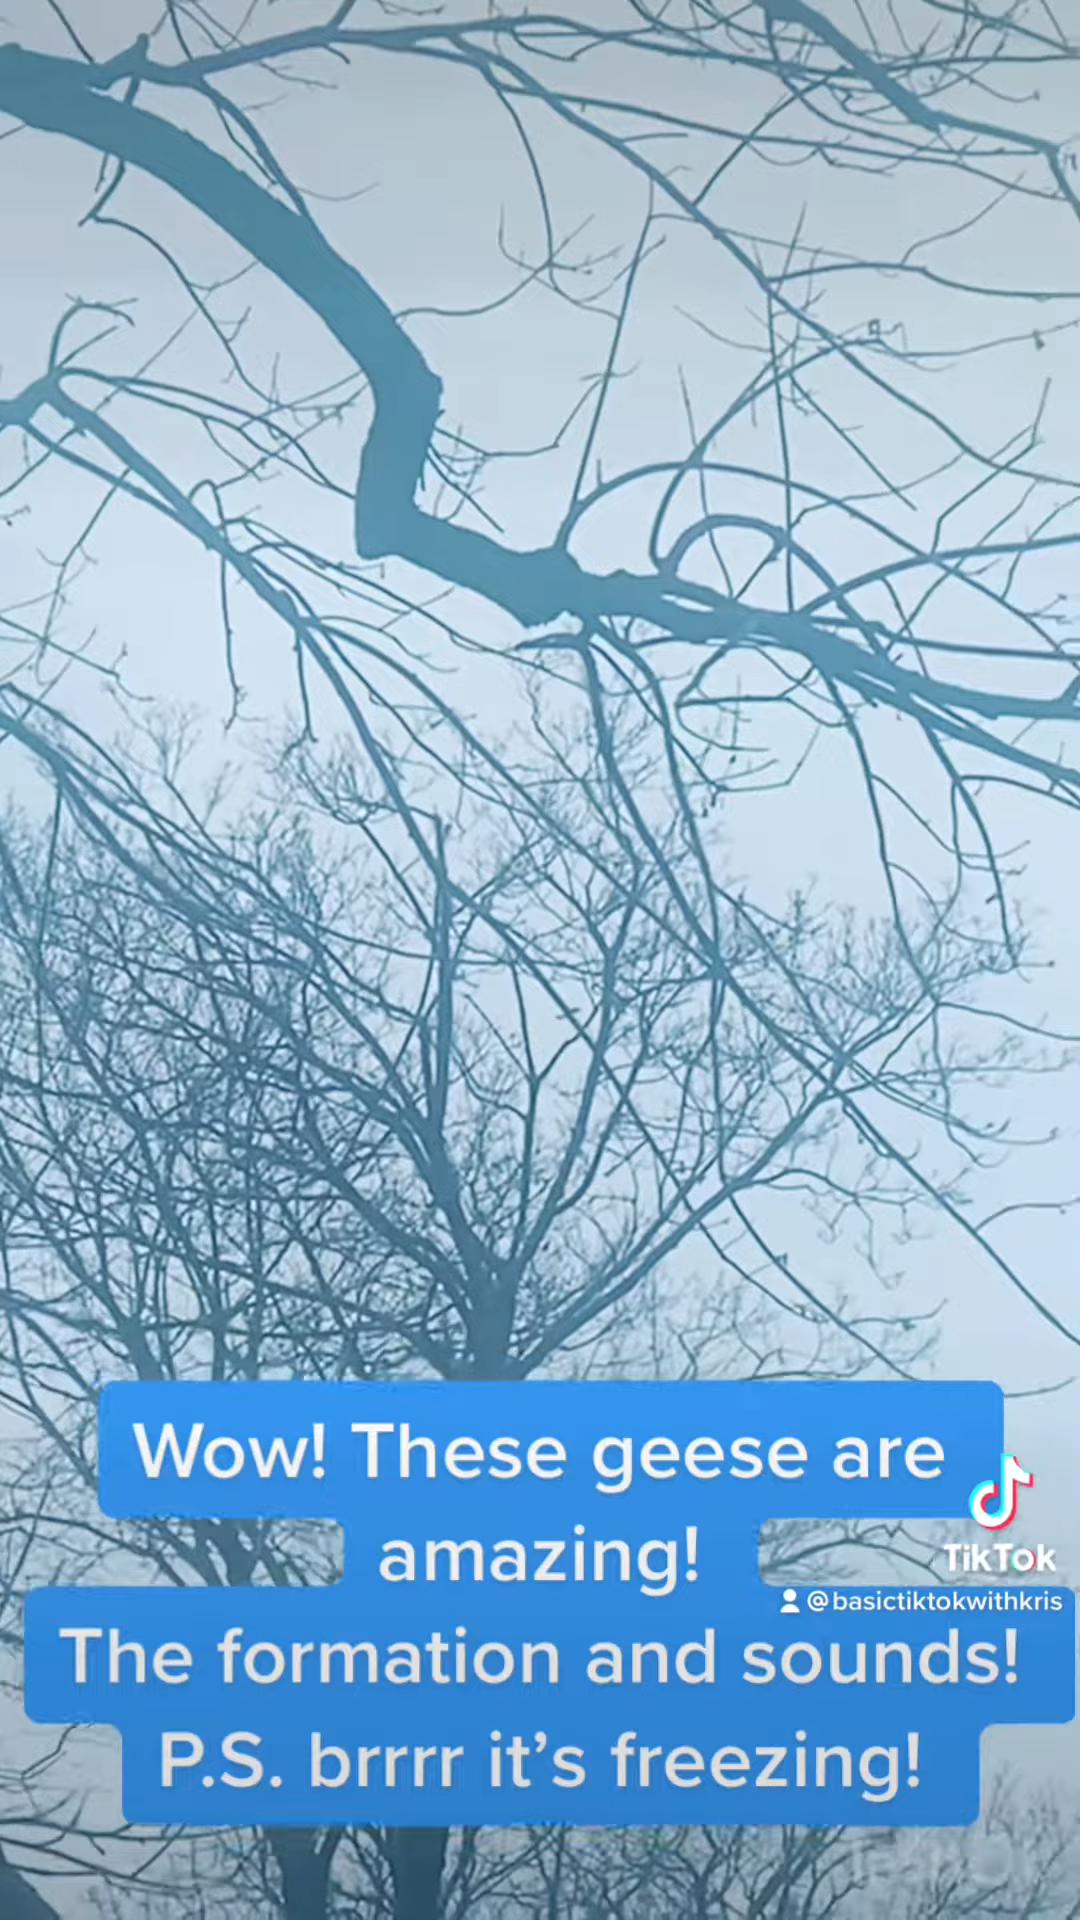 Wow! These geese are
amazing!
TikTok
@basictiktokwithkris
The formation and sounds!
P.S. brrrr it’s freezing!